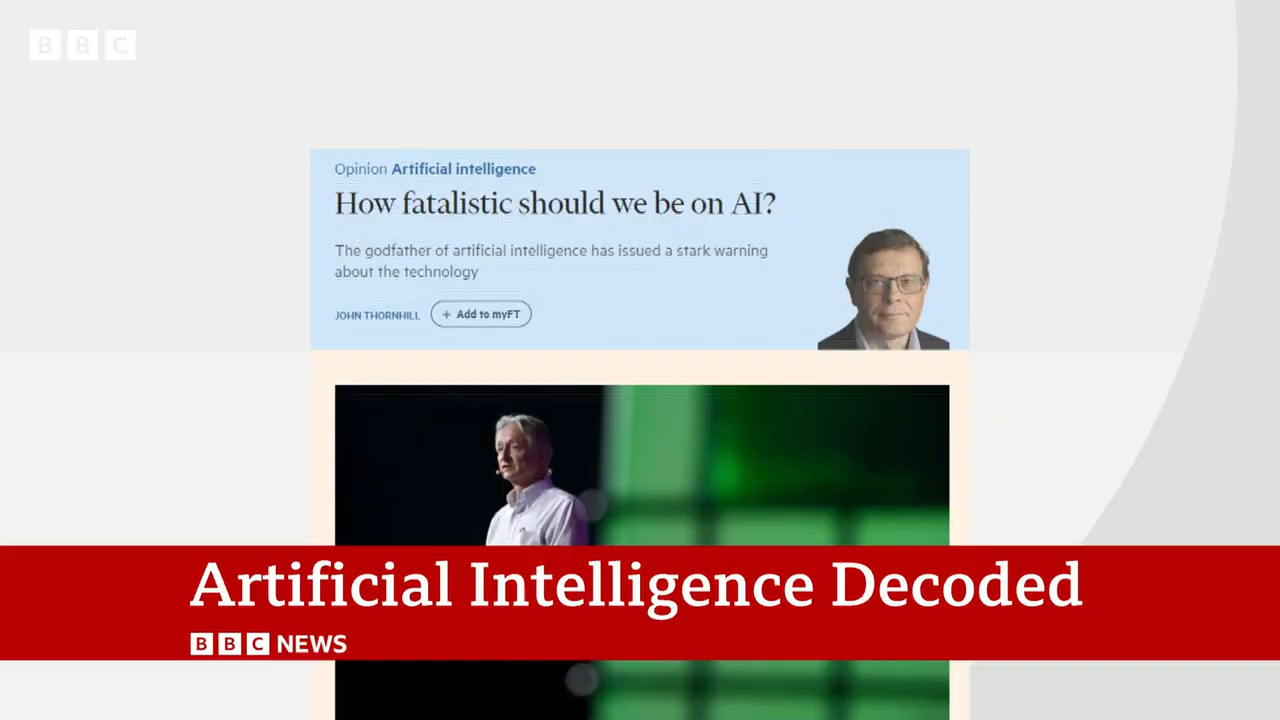 BBC
Opinion Artificial intelligence
How fatalistic should we be on AI?
The godfather of artificial intelligence has issued a stark warning
about the technology
JOHN THORNHILL + Add to myFT
Artificial Intelligence Decoded
BBC NEWS